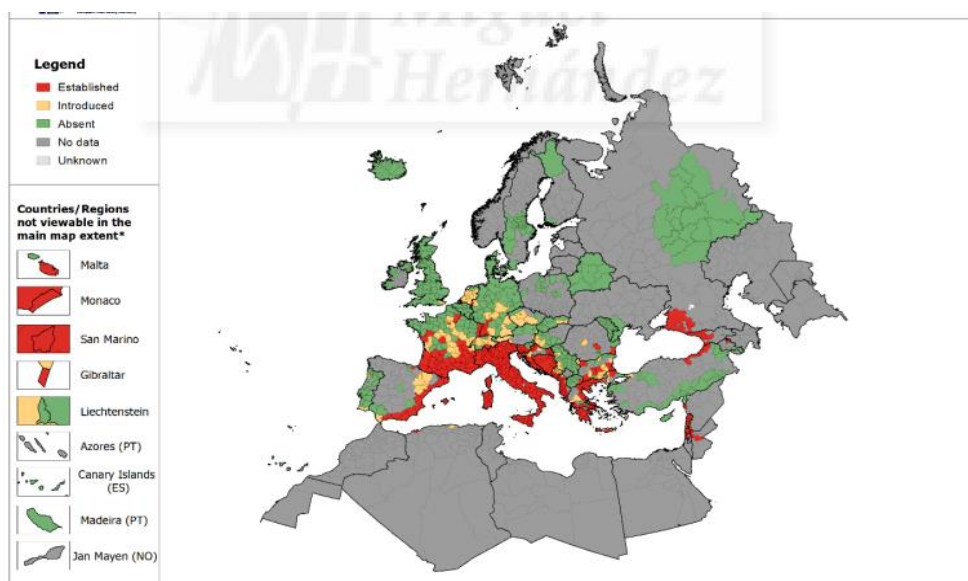 Miguel
Hernández
Legend
Established
Introduced
Absent
No data
Unknown
Countries/Regions
not viewable in the
main map extent*
Malta
Monaco
San Marino
Gibraltar
Liechtenstein
Azores (PT)
Canary Islands
(ES)
Madeira (PT)
Jan Mayen (NO)